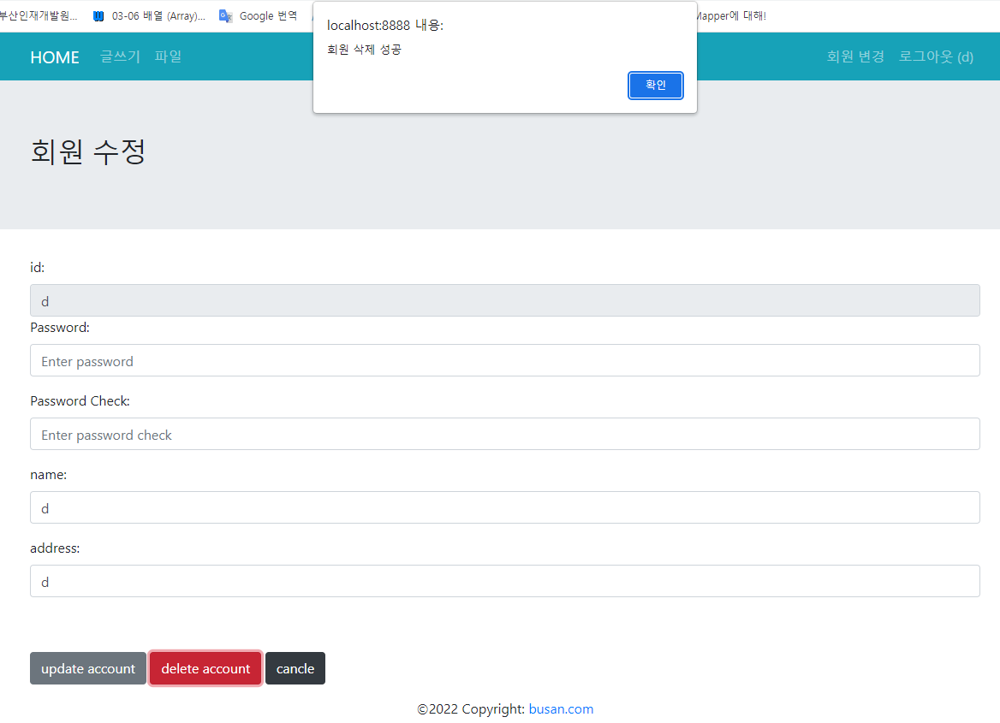 부산인재개발원... 03-06 배열 (Array)... Google 번역 Mapper에 대해!
localhost:8888 내용:
회원 삭제 성공
확인
HOME 글쓰기 파일 회원 변경 로그아웃 (d)
회원 수정
id:
d
Password:
Enter password
Password Check:
Enter password check
name:
d
address:
d
update account delete account cancle
©2022 Copyright: busan.com